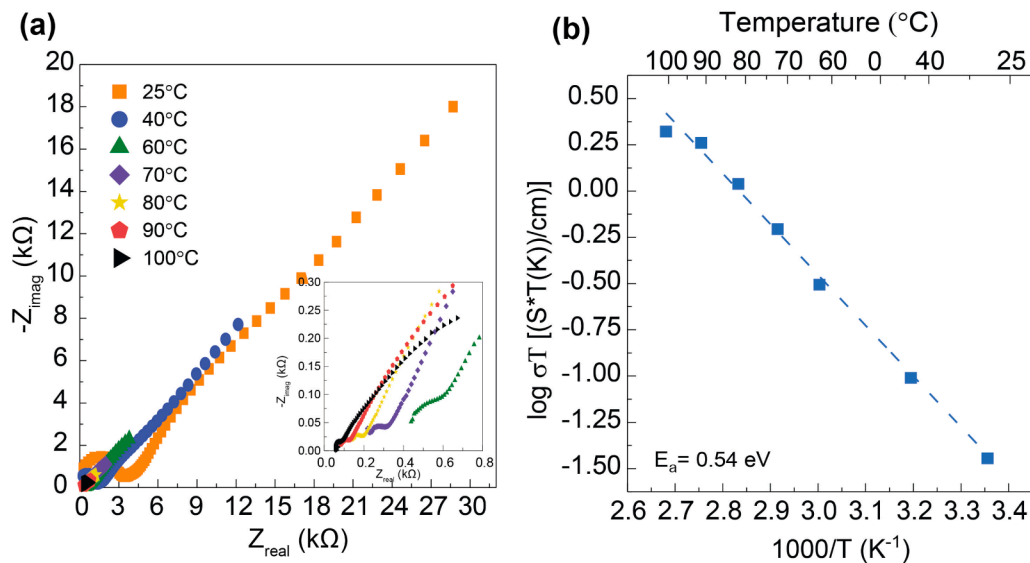 (a)
20
18
16
14
12
10
8
6
4
2
0
-Z_imag (kΩ)
25°C
40°C
60°C
70°C
80°C
90°C
100°C
0.30
0.25
0.20
0.15
0.10
0.05
0.00
-Z_imag (kΩ)
0.0 0.2 0.4 0.6 0.8
Z_real (kΩ)
0 3 6 9 12 15 18 21 24 27 30
Z_real (kΩ)
(b)
Temperature (°C)
100 90 80 70 60 0 40 25
0.50
0.25
0.00
-0.25
-0.50
-0.75
-1.00
-1.25
-1.50
log σT [(S*T(K))/cm)]
E_a= 0.54 eV
2.6 2.7 2.8 2.9 3.0 3.1 3.2 3.3 3.4
1000/T (K⁻¹)